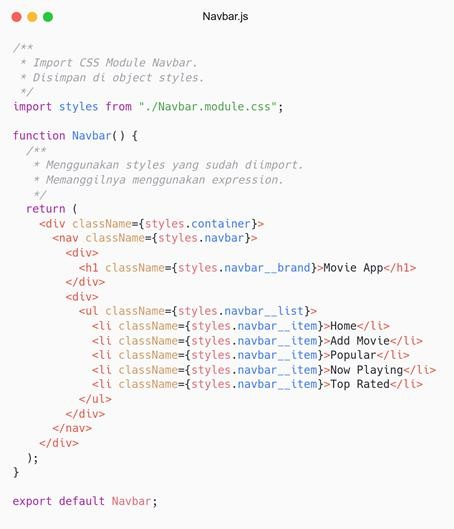 Navbar.js
/**
 * Import CSS Module Navbar.
 * Disimpan di object styles.
 */
import styles from "./Navbar.module.css";

function Navbar() {
  /**
   * Menggunakan styles yang sudah diimport.
   * Memanggilnya menggunakan expression.
   */
  return (
    <div className={styles.container}>
      <nav className={styles.navbar}>
        <div>
          <h1 className={styles.navbar__brand}>Movie App</h1>
        </div>
        <div>
          <ul className={styles.navbar__list}>
            <li className={styles.navbar__item}>Home</li>
            <li className={styles.navbar__item}>Add Movie</li>
            <li className={styles.navbar__item}>Popular</li>
            <li className={styles.navbar__item}>Now Playing</li>
            <li className={styles.navbar__item}>Top Rated</li>
          </ul>
        </div>
      </nav>
    </div>
  );
}

export default Navbar;